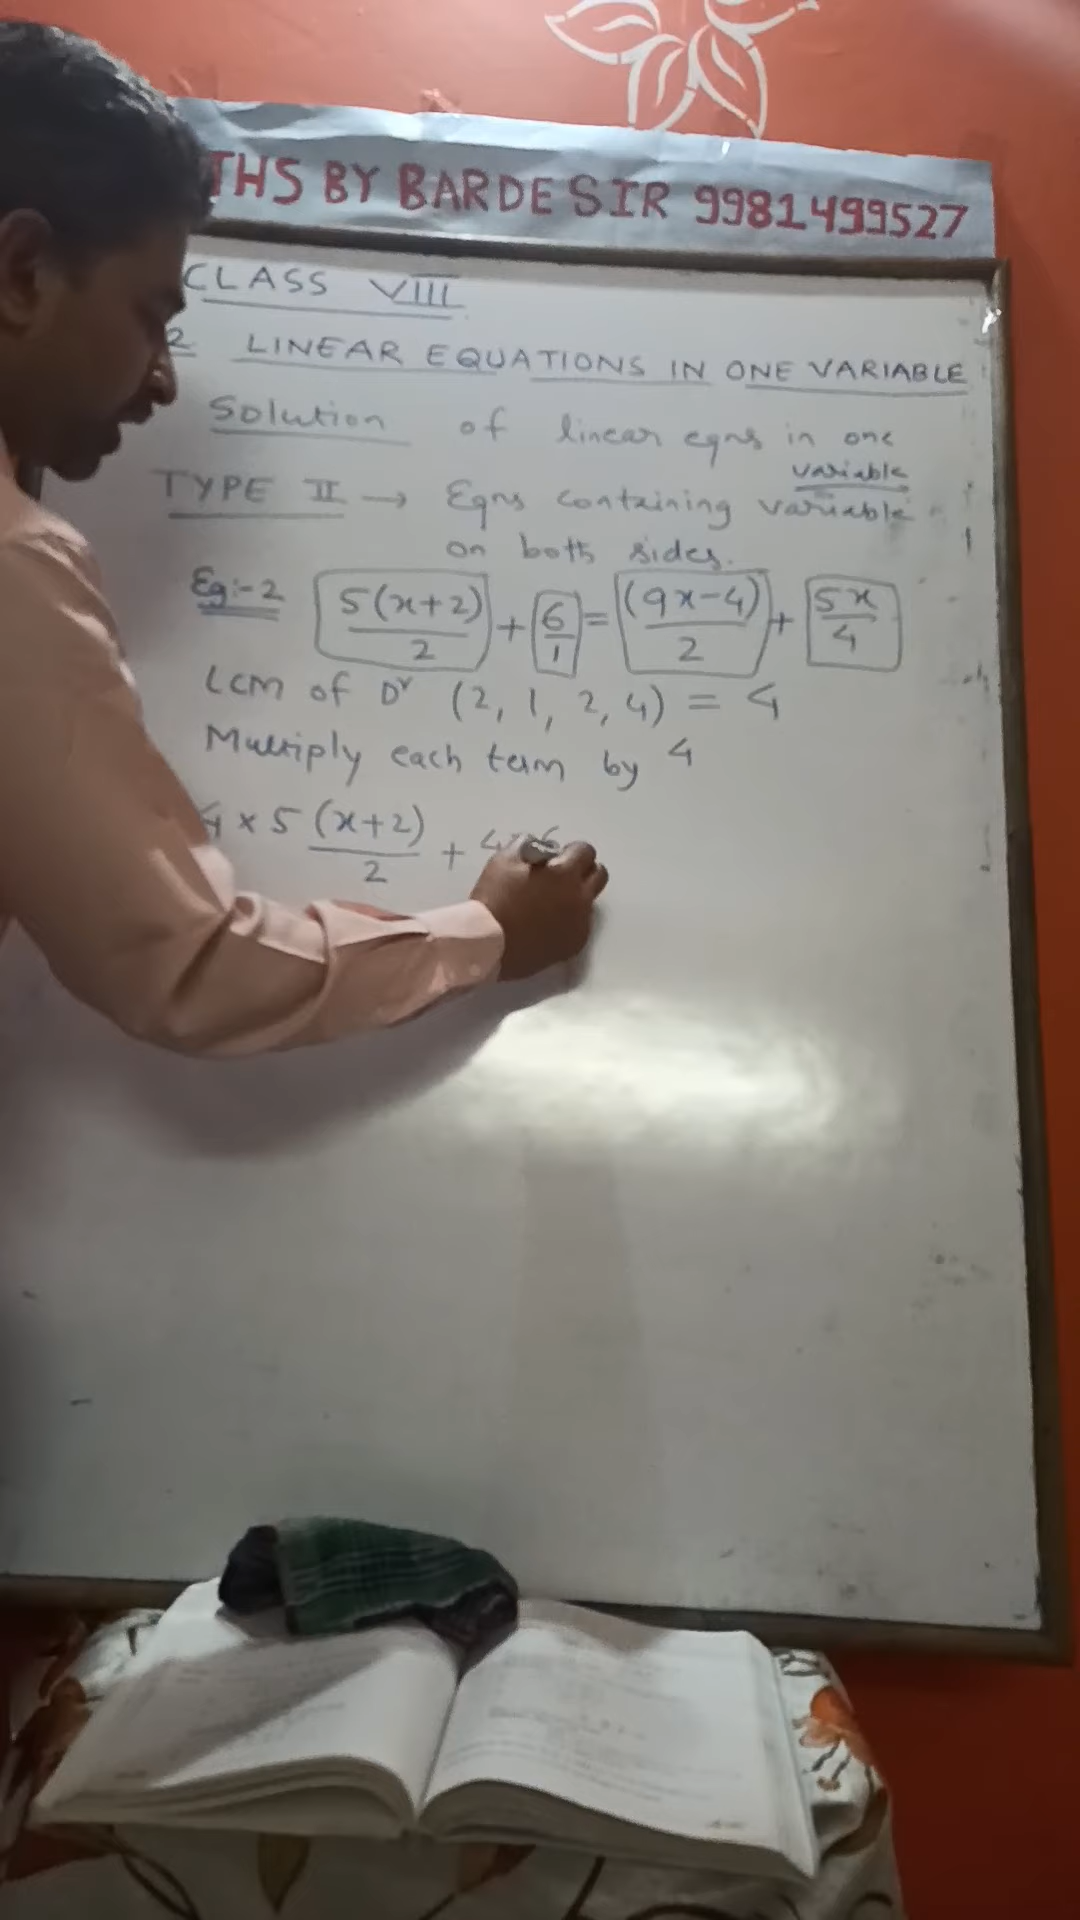 THS BY BARDE SIR 9981499527
CLASS VIII
2 LINEAR EQUATIONS IN ONE VARIABLE
Solution of linear eqns in one
variable
TYPE II → Eqns containing variable
on both sides.
Eg:-2 5(x+2)/2 + 6/1 = (9x-4)/2 + 5x/4
LCM of Dr (2, 1, 2, 4) = 4
Multiply each term by 4
4 × 5 (x+2)/2 + 4×6